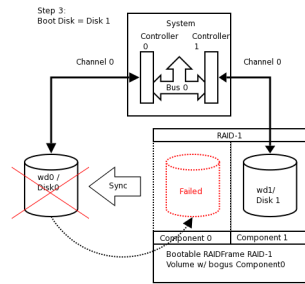 Step 3:
Boot Disk = Disk 1
System
Controller 0
Controller 1
Channel 0
Channel 0
Bus 0
RAID-1
wd0 /
Disk0
Sync
Failed
wd1/
Disk 1
Component 0
Component 1
Bootable RAIDFrame RAID-1
Volume w/ bogus Component0